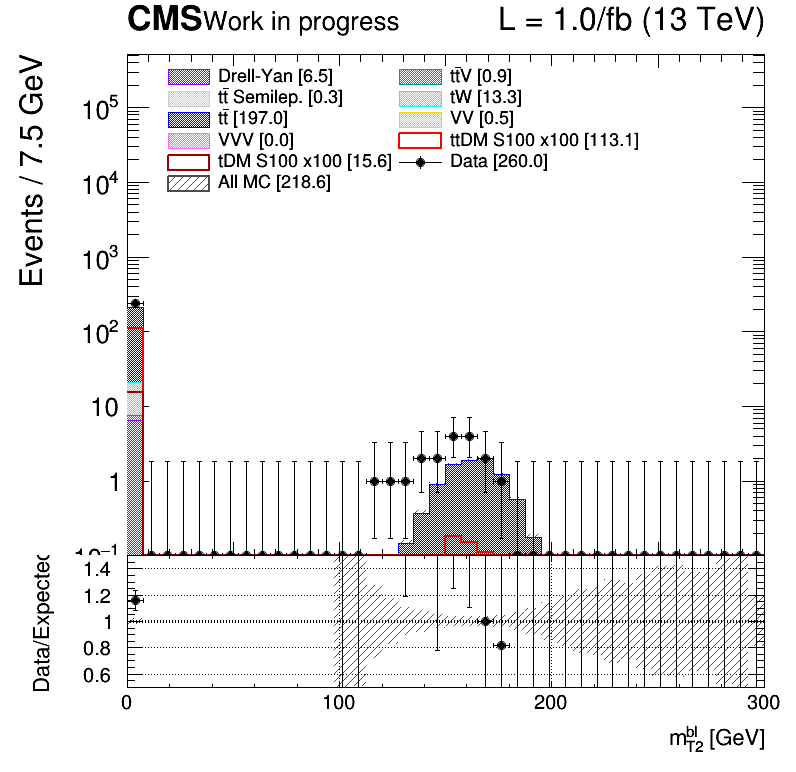 CMS Work in progress L = 1.0/fb (13 TeV)
Drell-Yan [6.5] tt̄V [0.9]
tt̄ Semilep. [0.3] tW [13.3]
tt̄ [197.0] VV [0.5]
VVV [0.0] ttDM S100 x100 [113.1]
tDM S100 x100 [15.6] Data [260.0]
All MC [218.6]
Events / 7.5 GeV
10⁵
10⁴
10³
10²
10
1
10⁻¹
Data/Expected
1.4
1.2
1
0.8
0.6
0 100 200 300
m_{T2}^{bl} [GeV]